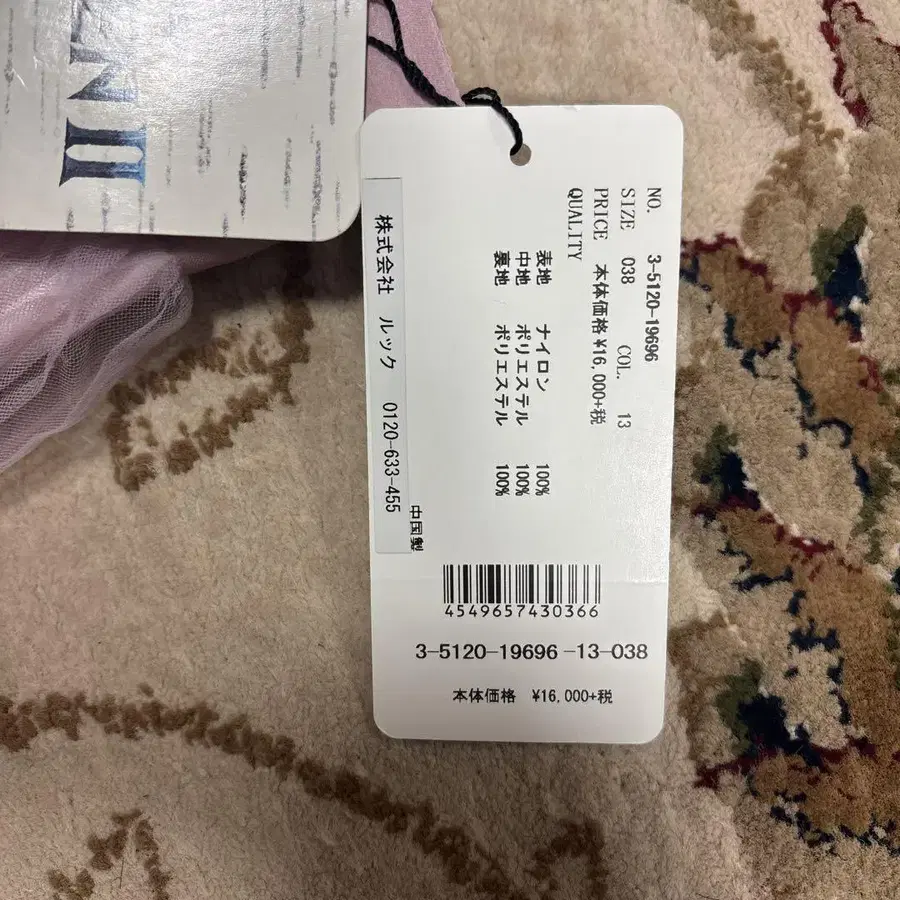 EN II
NO. 3-5120-19696
SIZE 038 COL. 13
PRICE 本体価格 ¥16,000+税
QUALITY
表地 ナイロン 100%
中地 ポリエステル 100%
裏地 ポリエステル 100%
株式会社 ルック 0120-633-455
中国製
4549657430366
3-5120-19696-13-038
本体価格 ¥16,000+税